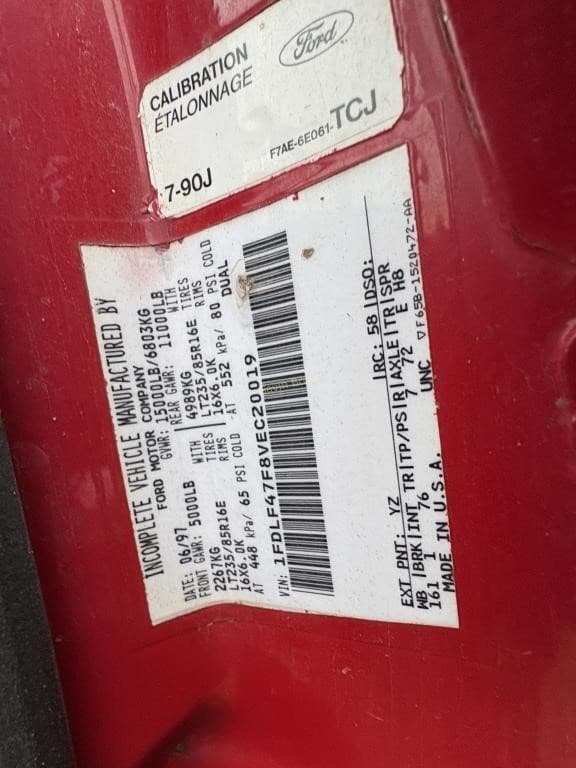 CALIBRATION
ÉTALONNAGE
Ford
7-90J
F7AE-6E061-TCJ
INCOMPLETE VEHICLE MANUFACTURED BY
FORD MOTOR COMPANY
GVWR: 15000LB/6803KG
DATE: 06/97
FRONT GAWR: 5000LB WITH
2267KG TIRES
LT235/85R16E RIMS
16X6.0K
AT 448 kPa/ 65 PSI COLD
REAR GAWR: 11000LB WITH
4989KG TIRES
LT235/85R16E RIMS
16X6.0K
AT 552 kPa/ 80 PSI COLD
DUAL
VIN: 1FDLF47F8VEC20019
EXT PNT: YZ RC: 58 DSO:
WB |BRK|INT TR|TP/PS|R|AXLE|TR|SPR
161 1 76 7 72 E H8
MADE IN U.S.A. UNC
▽F65B-1520472-AA